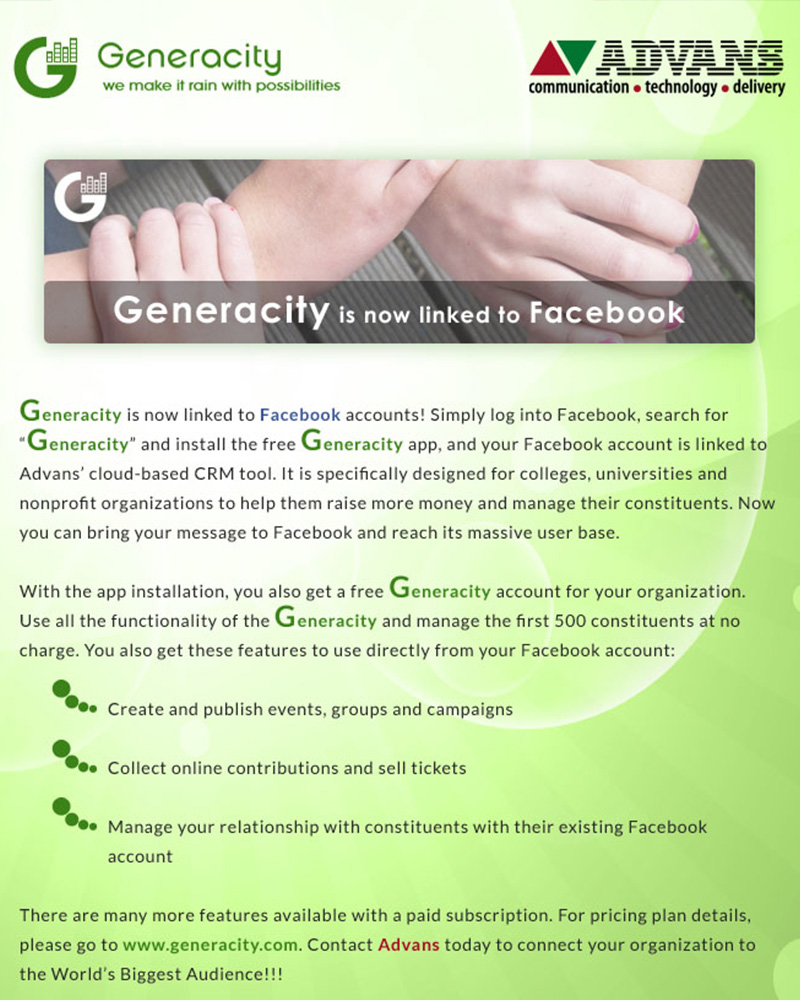 Generacity
we make it rain with possibilities
ADVANS
communication • technology • delivery
Generacity is now linked to Facebook
Generacity is now linked to Facebook accounts! Simply log into Facebook, search for
“Generacity” and install the free Generacity app, and your Facebook account is linked to
Advans’ cloud-based CRM tool. It is specifically designed for colleges, universities and
nonprofit organizations to help them raise more money and manage their constituents. Now
you can bring your message to Facebook and reach its massive user base.
With the app installation, you also get a free Generacity account for your organization.
Use all the functionality of the Generacity and manage the first 500 constituents at no
charge. You also get these features to use directly from your Facebook account:
Create and publish events, groups and campaigns
Collect online contributions and sell tickets
Manage your relationship with constituents with their existing Facebook
account
There are many more features available with a paid subscription. For pricing plan details,
please go to www.generacity.com. Contact Advans today to connect your organization to
the World’s Biggest Audience!!!